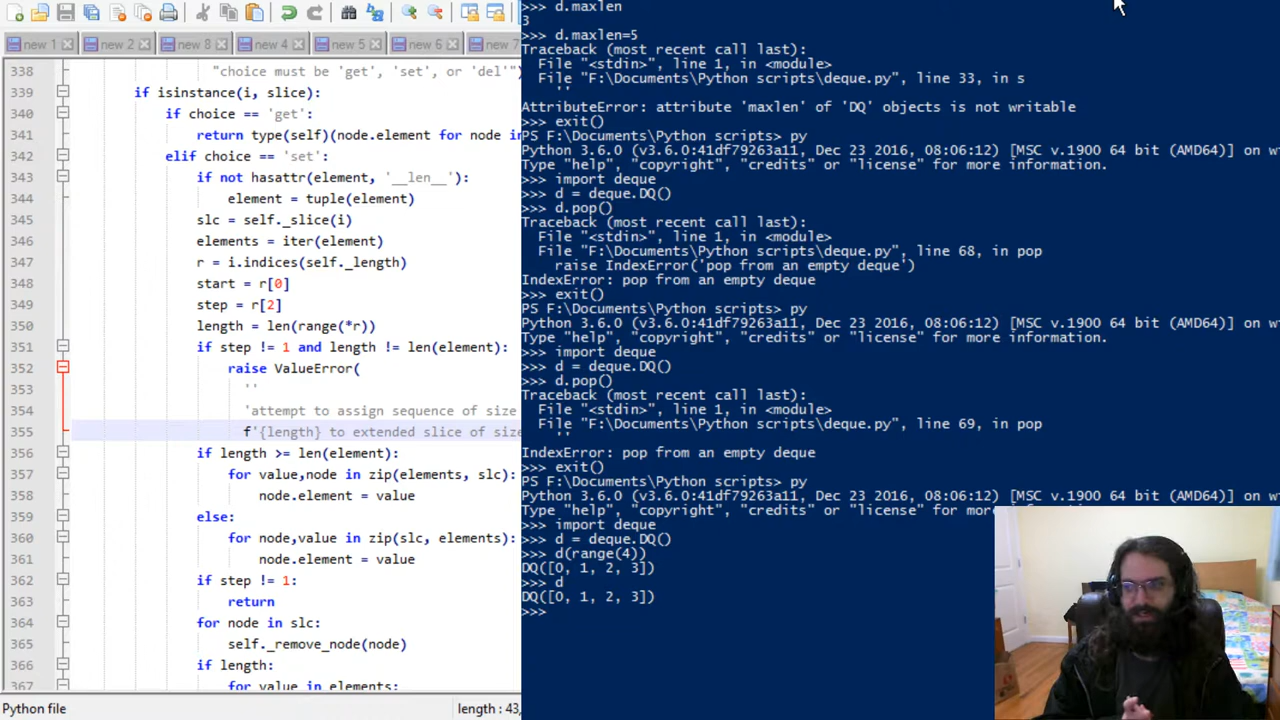 new 1
new 2
new 8
new 4
new 5
new 6
new 7
338 "choice must be 'get', 'set', or 'del'")
339 if isinstance(i, slice):
340 if choice == 'get':
341 return type(self)(node.element for node in
342 elif choice == 'set':
343 if not hasattr(element, '__len__'):
344 element = tuple(element)
345 slc = self._slice(i)
346 elements = iter(element)
347 r = i.indices(self._length)
348 start = r[0]
349 step = r[2]
350 length = len(range(*r))
351 if step != 1 and length != len(element):
352 raise ValueError(
353 ''
354 'attempt to assign sequence of size
355 f'{length} to extended slice of size
356 if length >= len(element):
357 for value,node in zip(elements, slc):
358 node.element = value
359 else:
360 for node,value in zip(slc, elements):
361 node.element = value
362 if step != 1:
363 return
364 for node in slc:
365 self._remove_node(node)
366 if length:
367 for value in elements:
Python file
length : 43,
>>> d.maxlen
3
>>> d.maxlen=5
Traceback (most recent call last):
File "<stdin>", line 1, in <module>
File "F:\Documents\Python scripts\deque.py", line 33, in s
''
AttributeError: attribute 'maxlen' of 'DQ' objects is not writable
>>> exit()
PS F:\Documents\Python scripts> py
Python 3.6.0 (v3.6.0:41df79263a11, Dec 23 2016, 08:06:12) [MSC v.1900 64 bit (AMD64)] on wi
Type "help", "copyright", "credits" or "license" for more information.
>>> import deque
>>> d = deque.DQ()
>>> d.pop()
Traceback (most recent call last):
File "<stdin>", line 1, in <module>
File "F:\Documents\Python scripts\deque.py", line 68, in pop
raise IndexError('pop from an empty deque')
IndexError: pop from an empty deque
>>> exit()
PS F:\Documents\Python scripts> py
Python 3.6.0 (v3.6.0:41df79263a11, Dec 23 2016, 08:06:12) [MSC v.1900 64 bit (AMD64)] on wi
Type "help", "copyright", "credits" or "license" for more information.
>>> import deque
>>> d = deque.DQ()
>>> d.pop()
Traceback (most recent call last):
File "<stdin>", line 1, in <module>
File "F:\Documents\Python scripts\deque.py", line 69, in pop
''
IndexError: pop from an empty deque
>>> exit()
PS F:\Documents\Python scripts> py
Python 3.6.0 (v3.6.0:41df79263a11, Dec 23 2016, 08:06:12) [MSC v.1900 64 bit (AMD64)] on wi
Type "help", "copyright", "credits" or "license" for more
>>> import deque
>>> d = deque.DQ()
>>> d(range(4))
DQ([0, 1, 2, 3])
>>> d
DQ([0, 1, 2, 3])
>>>